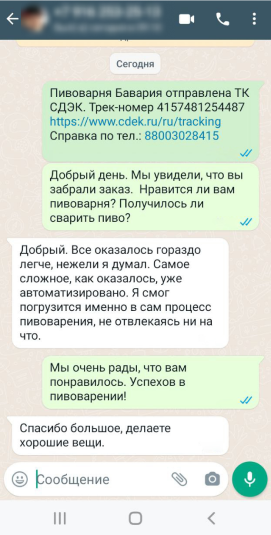 Сегодня
Пивоварня Бавария отправлена ТК
СДЭК. Трек-номер 4157481254487
https://www.cdek.ru/ru/tracking
Справка по тел.: 88003028415
Добрый день. Мы увидели, что вы
забрали заказ. Нравится ли вам
пивоварня? Получилось ли
сварить пиво?
Добрый. Все оказалось гораздо
легче, нежели я думал. Самое
сложное, как оказалось, уже
автоматизировано. Я смог
погрузится именно в сам процесс
пивоварения, не отвлекаясь ни на
что.
Мы очень рады, что вам
понравилось. Успехов в
пивоварении!
Спасибо большое, делаете
хорошие вещи.
Сообщение